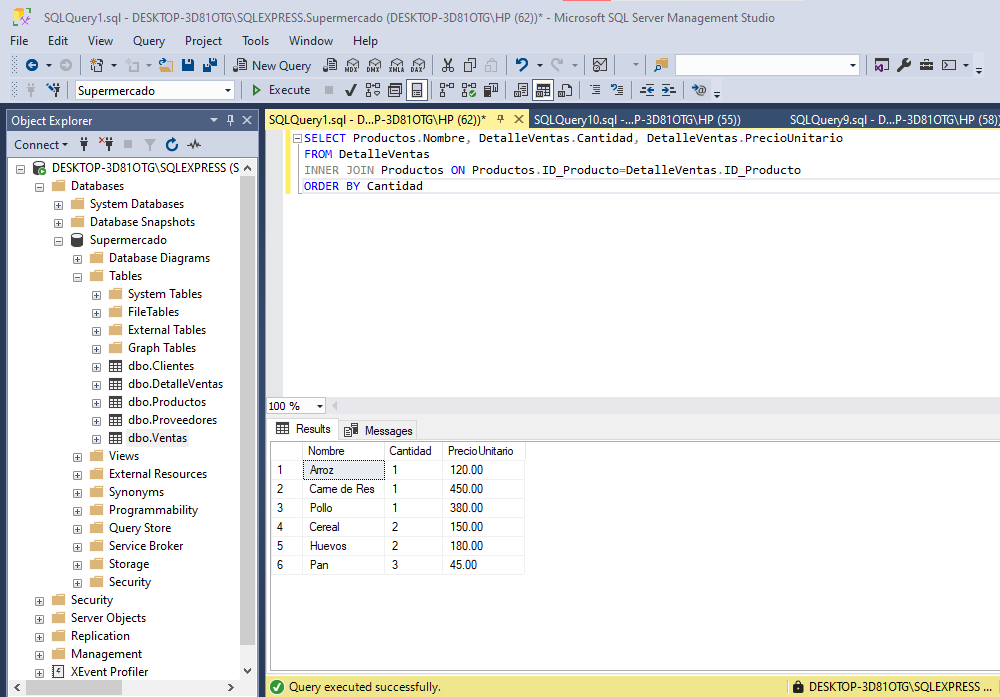 SQLQuery1.sql - DESKTOP-3D81OTG\SQLEXPRESS.Supermercado (DESKTOP-3D81OTG\HP (62))* - Microsoft SQL Server Management Studio
File Edit View Query Project Tools Window Help
New Query MDX DMX XMLA DAX
Supermercado Execute
Object Explorer
SQLQuery1.sql - D...P-3D81OTG\HP (62))* SQLQuery10.sql -...P-3D81OTG\HP (55)) SQLQuery9.sql - D...P-3D81OTG\HP (58))
Connect
DESKTOP-3D81OTG\SQLEXPRESS (S
Databases
System Databases
Database Snapshots
Supermercado
Database Diagrams
Tables
System Tables
FileTables
External Tables
Graph Tables
dbo.Clientes
dbo.DetalleVentas
dbo.Productos
dbo.Proveedores
dbo.Ventas
Views
External Resources
Synonyms
Programmability
Query Store
Service Broker
Storage
Security
Security
Server Objects
Replication
Management
XEvent Profiler
SELECT Productos.Nombre, DetalleVentas.Cantidad, DetalleVentas.PrecioUnitario
FROM DetalleVentas
INNER JOIN Productos ON Productos.ID_Producto=DetalleVentas.ID_Producto
ORDER BY Cantidad
100 %
Results Messages
Nombre Cantidad PrecioUnitario
1 Arroz 1 120.00
2 Carne de Res 1 450.00
3 Pollo 1 380.00
4 Cereal 2 150.00
5 Huevos 2 180.00
6 Pan 3 45.00
Query executed successfully. DESKTOP-3D81OTG\SQLEXPRESS ...